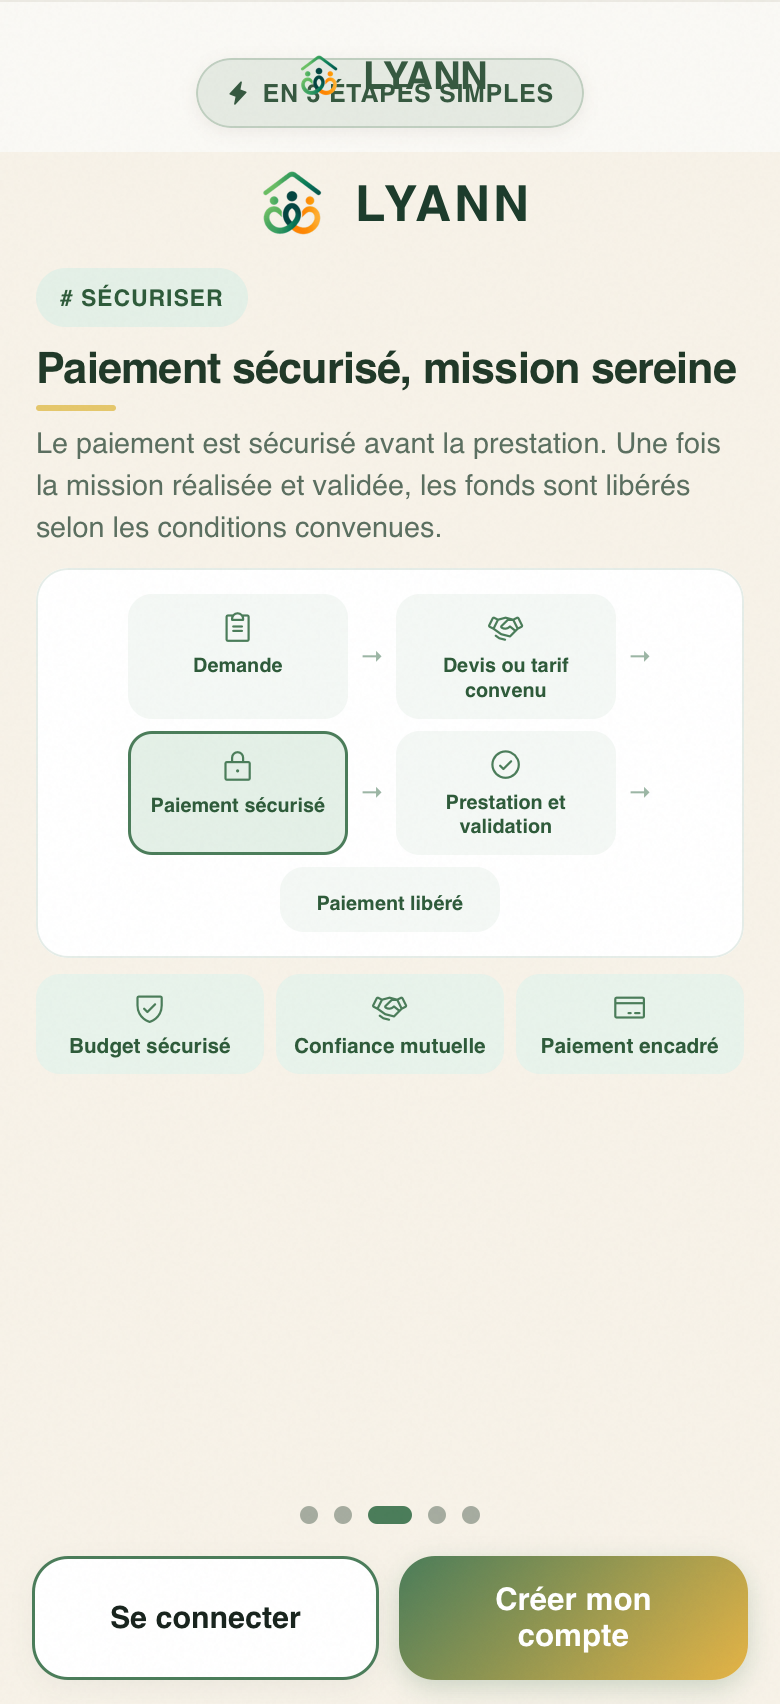 LYANN
EN 3 ÉTAPES SIMPLES
LYANN
# SÉCURISER
Paiement sécurisé, mission sereine
Le paiement est sécurisé avant la prestation. Une fois
la mission réalisée et validée, les fonds sont libérés
selon les conditions convenues.
Demande
→
Devis ou tarif
convenu
→
Paiement sécurisé
→
Prestation et
validation
→
Paiement libéré
Budget sécurisé
Confiance mutuelle
Paiement encadré
Se connecter
Créer mon
compte